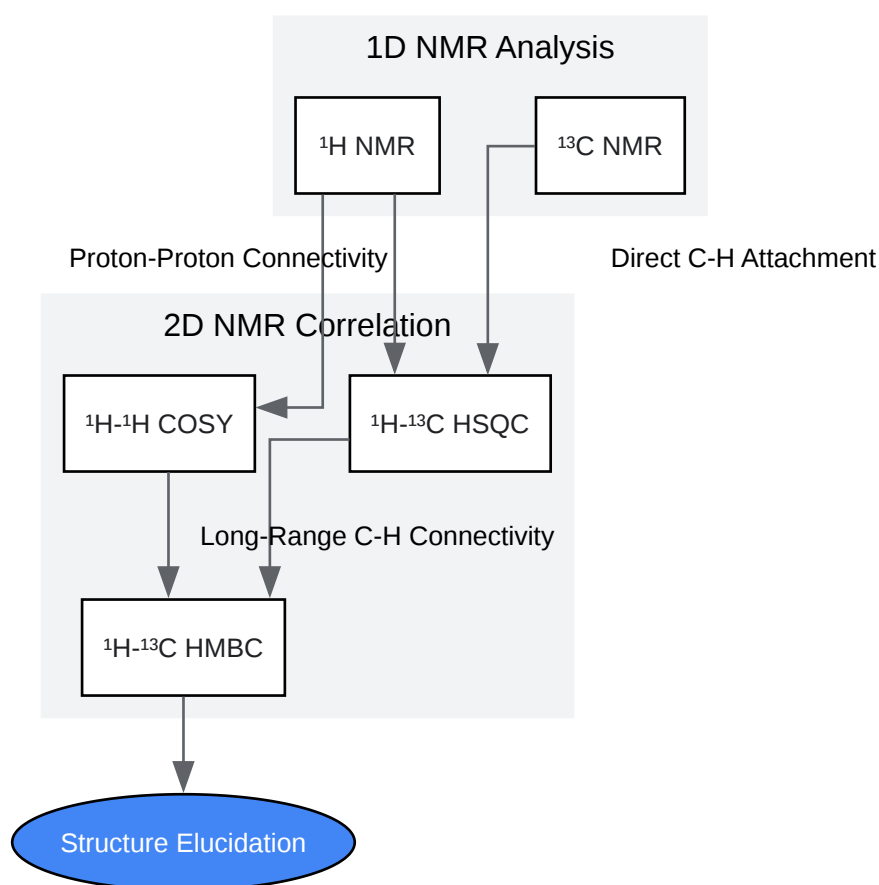 1D NMR Analysis
¹H NMR
¹³C NMR
Proton-Proton Connectivity
Direct C-H Attachment
2D NMR Correlation
¹H-¹H COSY
¹H-¹³C HSQC
Long-Range C-H Connectivity
¹H-¹³C HMBC
Structure Elucidation